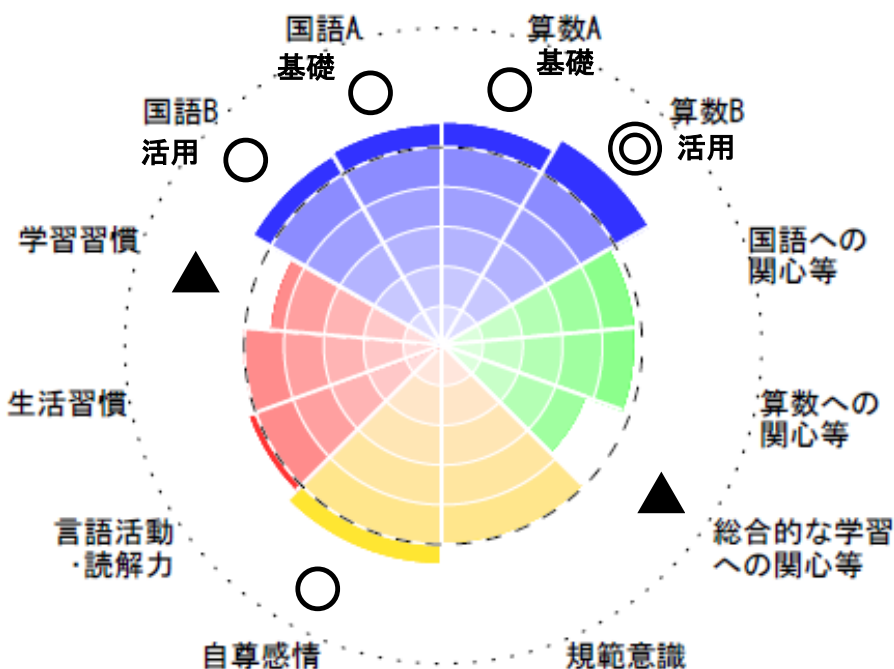 国語A
基礎
算数A
基礎
国語B
活用
算数B
活用
学習習慣
国語への
関心等
生活習慣
算数への
関心等
言語活動
・読解力
総合的な学習
への関心等
自尊感情
規範意識